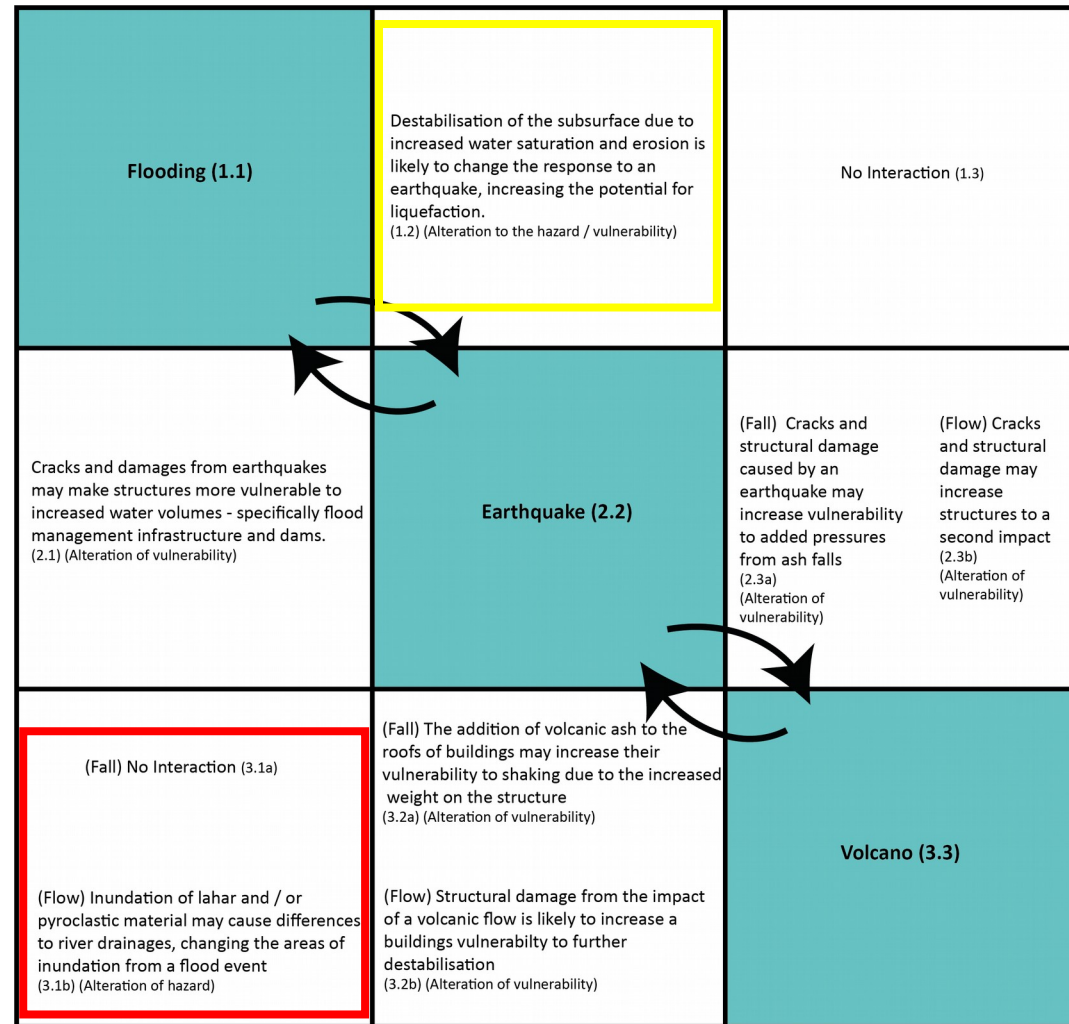 Flooding (1.1)
Destabilisation of the subsurface due to
increased water saturation and erosion is
likely to change the response to an
earthquake, increasing the potential for
liquefaction.
(1.2) (Alteration to the hazard / vulnerability)
No Interaction (1.3)
Cracks and damages from earthquakes
may make structures more vulnerable to
increased water volumes - specifically flood
management infrastructure and dams.
(2.1) (Alteration of vulnerability)
Earthquake (2.2)
(Fall) Cracks and
structural damage
caused by an
earthquake may
increase vulnerability
to added pressures
from ash falls
(2.3a)
(Alteration of
vulnerability)
(Flow) Cracks
and structural
damage may
increase
structures to a
second impact
(2.3b)
(Alteration of
vulnerability)
(Fall) No Interaction (3.1a)
(Flow) Inundation of lahar and / or
pyroclastic material may cause differences
to river drainages, changing the areas of
inundation from a flood event
(3.1b) (Alteration of hazard)
(Fall) The addition of volcanic ash to the
roofs of buildings may increase their
vulnerability to shaking due to the increased
weight on the structure
(3.2a) (Alteration of vulnerability)
(Flow) Structural damage from the impact
of a volcanic flow is likely to increase a
buildings vulnerabilty to further
destabilisation
(3.2b) (Alteration of vulnerability)
Volcano (3.3)